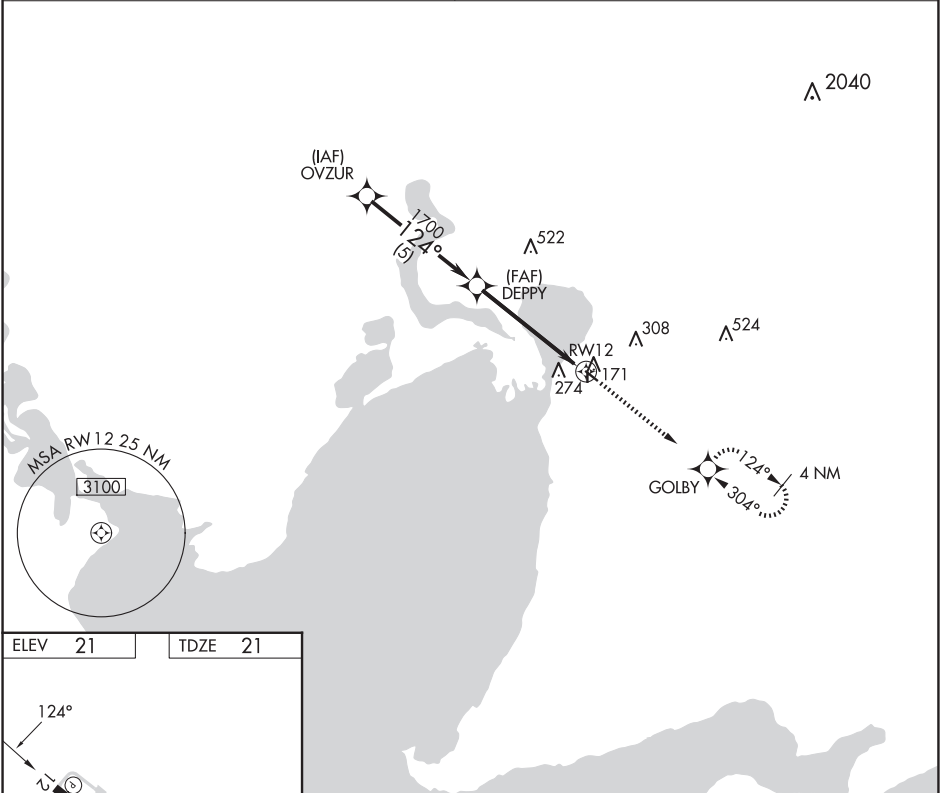 2040
(IAF)
OVZUR
1700
124°
(5)
522
(FAF)
DEPPY
308
524
RW12
274
171
124°
4 NM
GOLBY
304°
MSA RW12 25 NM
3100
ELEV 21
TDZE 21
124°
12
P